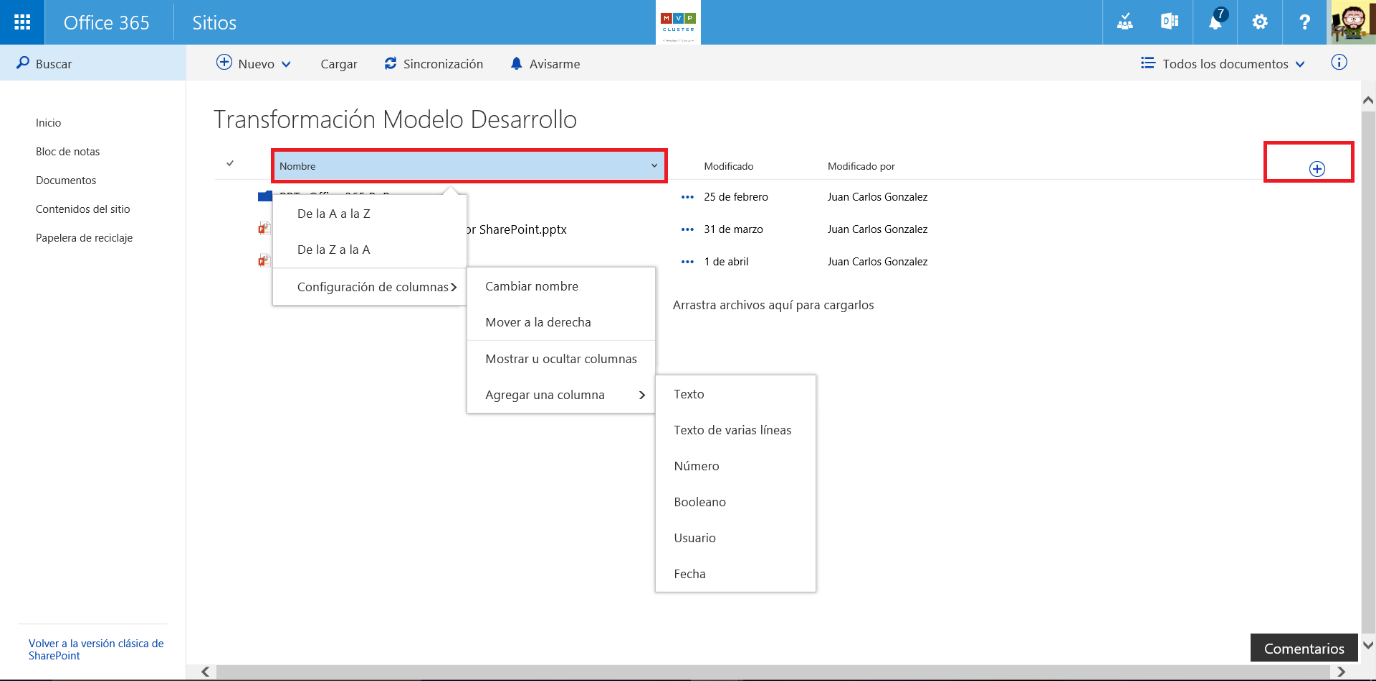 Office 365
Sitios
MVP
CLUSTER
7
?
Buscar
Nuevo
Cargar
Sincronización
Avisarme
Todos los documentos
Inicio
Bloc de notas
Documentos
Contenidos del sitio
Papelera de reciclaje
Volver a la versión clásica de
SharePoint
Transformación Modelo Desarrollo
Nombre
Modificado
Modificado por
25 de febrero
Juan Carlos Gonzalez
or SharePoint.pptx
31 de marzo
Juan Carlos Gonzalez
1 de abril
Juan Carlos Gonzalez
Arrastra archivos aquí para cargarlos
De la A a la Z
De la Z a la A
Configuración de columnas
Cambiar nombre
Mover a la derecha
Mostrar u ocultar columnas
Agregar una columna
Texto
Texto de varias líneas
Número
Booleano
Usuario
Fecha
Comentarios